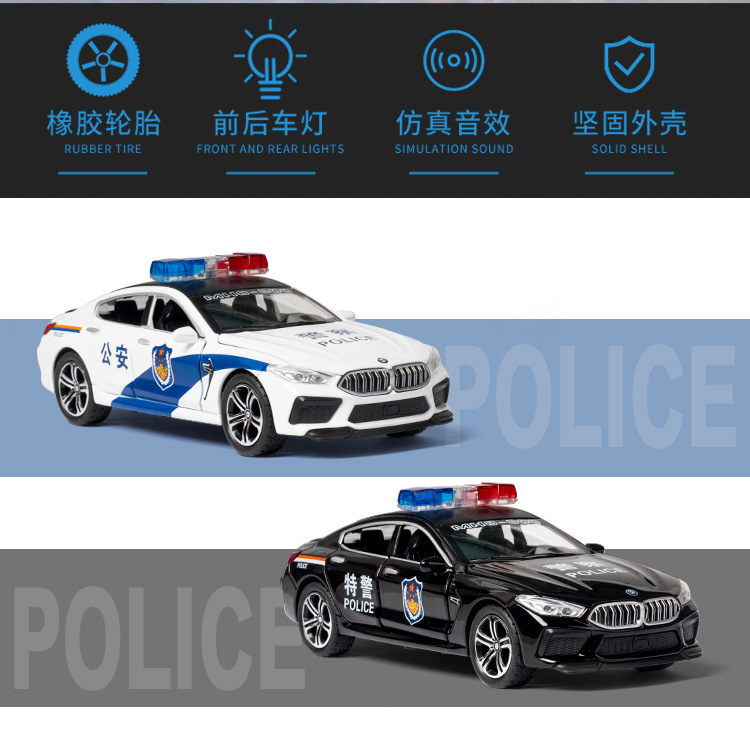 橡胶轮胎
RUBBER TIRE
前后车灯
FRONT AND REAR LIGHTS
仿真音效
SIMULATION SOUND
坚固外壳
SOLID SHELL
警察
公安
POLICE
警察
特警
POLICE
POLICE
POLICE